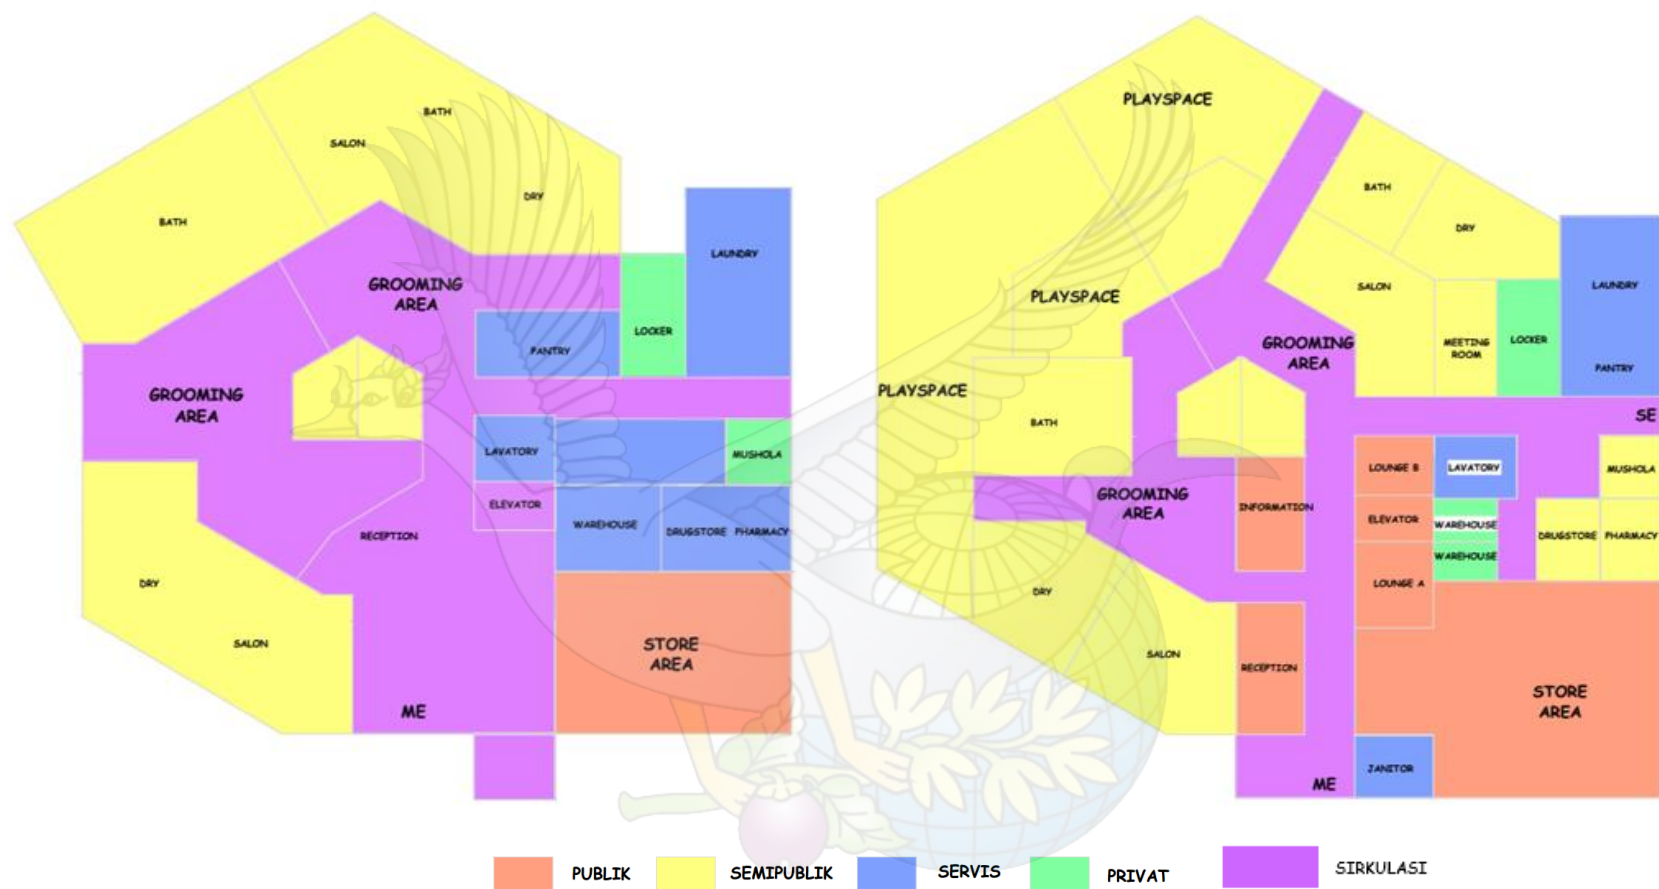 BATH
SALON
DRY
BATH
LAUNDRY
GROOMING
AREA
LOCKER
PANTRY
GROOMING
AREA
LAVATORY
MUSHOLA
ELEVATOR
WAREHOUSE
DRUGSTORE PHARMACY
RECEPTION
DRY
SALON
STORE
AREA
ME
PLAYSPACE
BATH
DRY
SALON
LAUNDRY
PLAYSPACE
GROOMING
AREA
MEETING
ROOM
LOCKER
PANTRY
PLAYSPACE
SE
BATH
LOUNGE B
LAVATORY
MUSHOLA
GROOMING
AREA
INFORMATION
ELEVATOR
WAREHOUSE
DRUGSTORE
PHARMACY
WAREHOUSE
LOUNGE A
DRY
SALON
RECEPTION
STORE
AREA
JANITOR
ME
PUBLIK
SEMIPUBLIK
SERVIS
PRIVAT
SIRKULASI